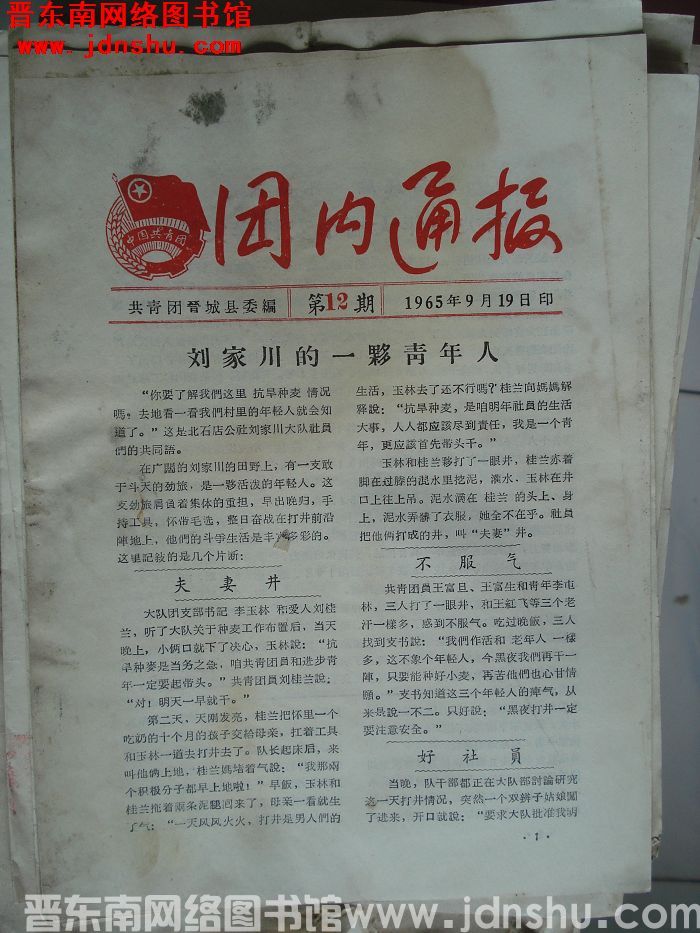 晋东南网络图书馆
www.jdnshu.com
中国共青团
团内通报
共青团晉城县委編
第12期
1965年9月19日印
刘家川的一夥青年人
“你要了解我們这里 抗旱种麦 情况
嗎？去地看一看我們村里的年轻人就会知
道了。”这是北石店公社刘家川大队社員
們的共同語。
在广闊的刘家川的田野上，有一支敢
于斗天的劲旅，是一夥活泼的年轻人。这
支劲旅肩負着集体的重担，早出晚归，手
持工具，怀带毛选，整日奋战在打井前沿
陣地上，他們的斗爭生活是丰富多彩的。
这里記敍的是几个片断：
夫妻井
大队团支部书記 李玉林 和爱人刘桂
兰，听了大队关于种麦工作布置后，当天
晚上，小俩口就下了决心，玉林說：“抗
旱种麥是当务之急，咱共青团員和进步青
年一定要起带头。”共青团員刘桂兰說：
“对！明天一早就干。”
第二天，天刚发亮，桂兰把怀里一个
吃奶的十个月的孩子交給母亲，扛着工具
和玉林一道去打井去了。队长起床后，来
叫他俩上地，桂兰媽堵着气說：“我那兩
个积极分子都早上地啦！”早飯，玉林和
桂兰拖着兩条泥腿回来了，母亲一看就生
了气：“一天风风火火，打井是男人們的
生活，玉林去了还不行嗎？”桂兰向媽媽解
释說：“抗旱种麦，是咱明年社員的生活
大事，人人都应該尽到責任，我是一个青
年，更应該首先带头干。”
玉林和桂兰移打了一眼井，桂兰赤着
脚在过膝的泥水里挖泥，滴水，玉林在井
口上往上吊。泥水滴在 桂兰 的头上、身
上，泥水弄髒了衣服，她全不在乎。社員
把他俩打成的井，叫“夫妻”井。
不服气
共青团員王富旦、王富生和青年李屯
林，三人打了一眼井，和王紅飞等三个老
汗一樣多，感到不服气。吃过晚飯，三人
找到支书說：“我們作活和 老年人 一樣
多，这不象个年轻人，今黑夜我們再干一
陣，只要能种好小麦，再苦他們也心甘情
願。”支书知道这三个年轻人的脾气，从
来是說一不二。只好說：“黑夜打井一定
要注意安全。”
好社員
当晚，队干部都正在大队部討論研究
这一天打井情况，突然一个双辫子姑娘闖
了进来，开口就說：“要求大队批准我調
·1·
晋东南网络图书馆 www.jdnshu.com